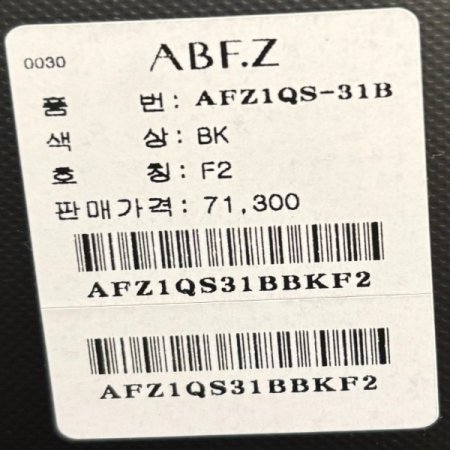 0030 ABF.Z
품 번: AFZ1QS-31B
색 상: BK
호 칭: F2
판매가격: 71,300
AFZ1QS31BBKF2
AFZ1QS31BBKF2